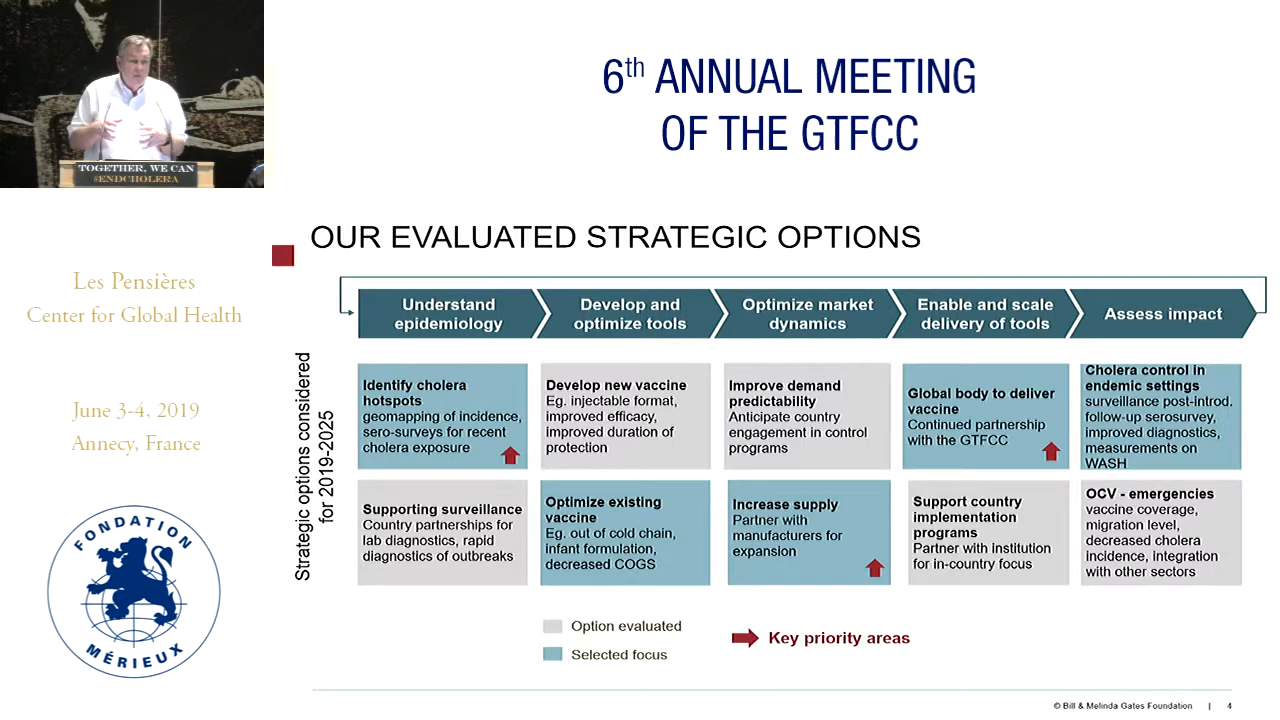 6th ANNUAL MEETING
OF THE GTFCC
TOGETHER, WE CAN
#ENDCHOLERA
Les Pensières
Center for Global Health
June 3-4, 2019
Annecy, France
FONDATION
MÉRIEUX
OUR EVALUATED STRATEGIC OPTIONS
Understand
epidemiology
Develop and
optimize tools
Optimize market
dynamics
Enable and scale
delivery of tools
Assess impact
Strategic options considered
for 2019-2025
Identify cholera
hotspots
geomapping of incidence,
sero-surveys for recent
cholera exposure
Develop new vaccine
Eg. injectable format,
improved efficacy,
improved duration of
protection
Improve demand
predictability
Anticipate country
engagement in control
programs
Global body to deliver
vaccine
Continued partnership
with the GTFCC
Cholera control in
endemic settings
surveillance post-introd.
follow-up serosurvey,
improved diagnostics,
measurements on
WASH
Supporting surveillance
Country partnerships for
lab diagnostics, rapid
diagnostics of outbreaks
Optimize existing
vaccine
Eg. out of cold chain,
infant formulation,
decreased COGS
Increase supply
Partner with
manufacturers for
expansion
Support country
implementation
programs
Partner with institution
for in-country focus
OCV - emergencies
vaccine coverage,
migration level,
decreased cholera
incidence, integration
with other sectors
Option evaluated
Selected focus
Key priority areas
© Bill & Melinda Gates Foundation | 4